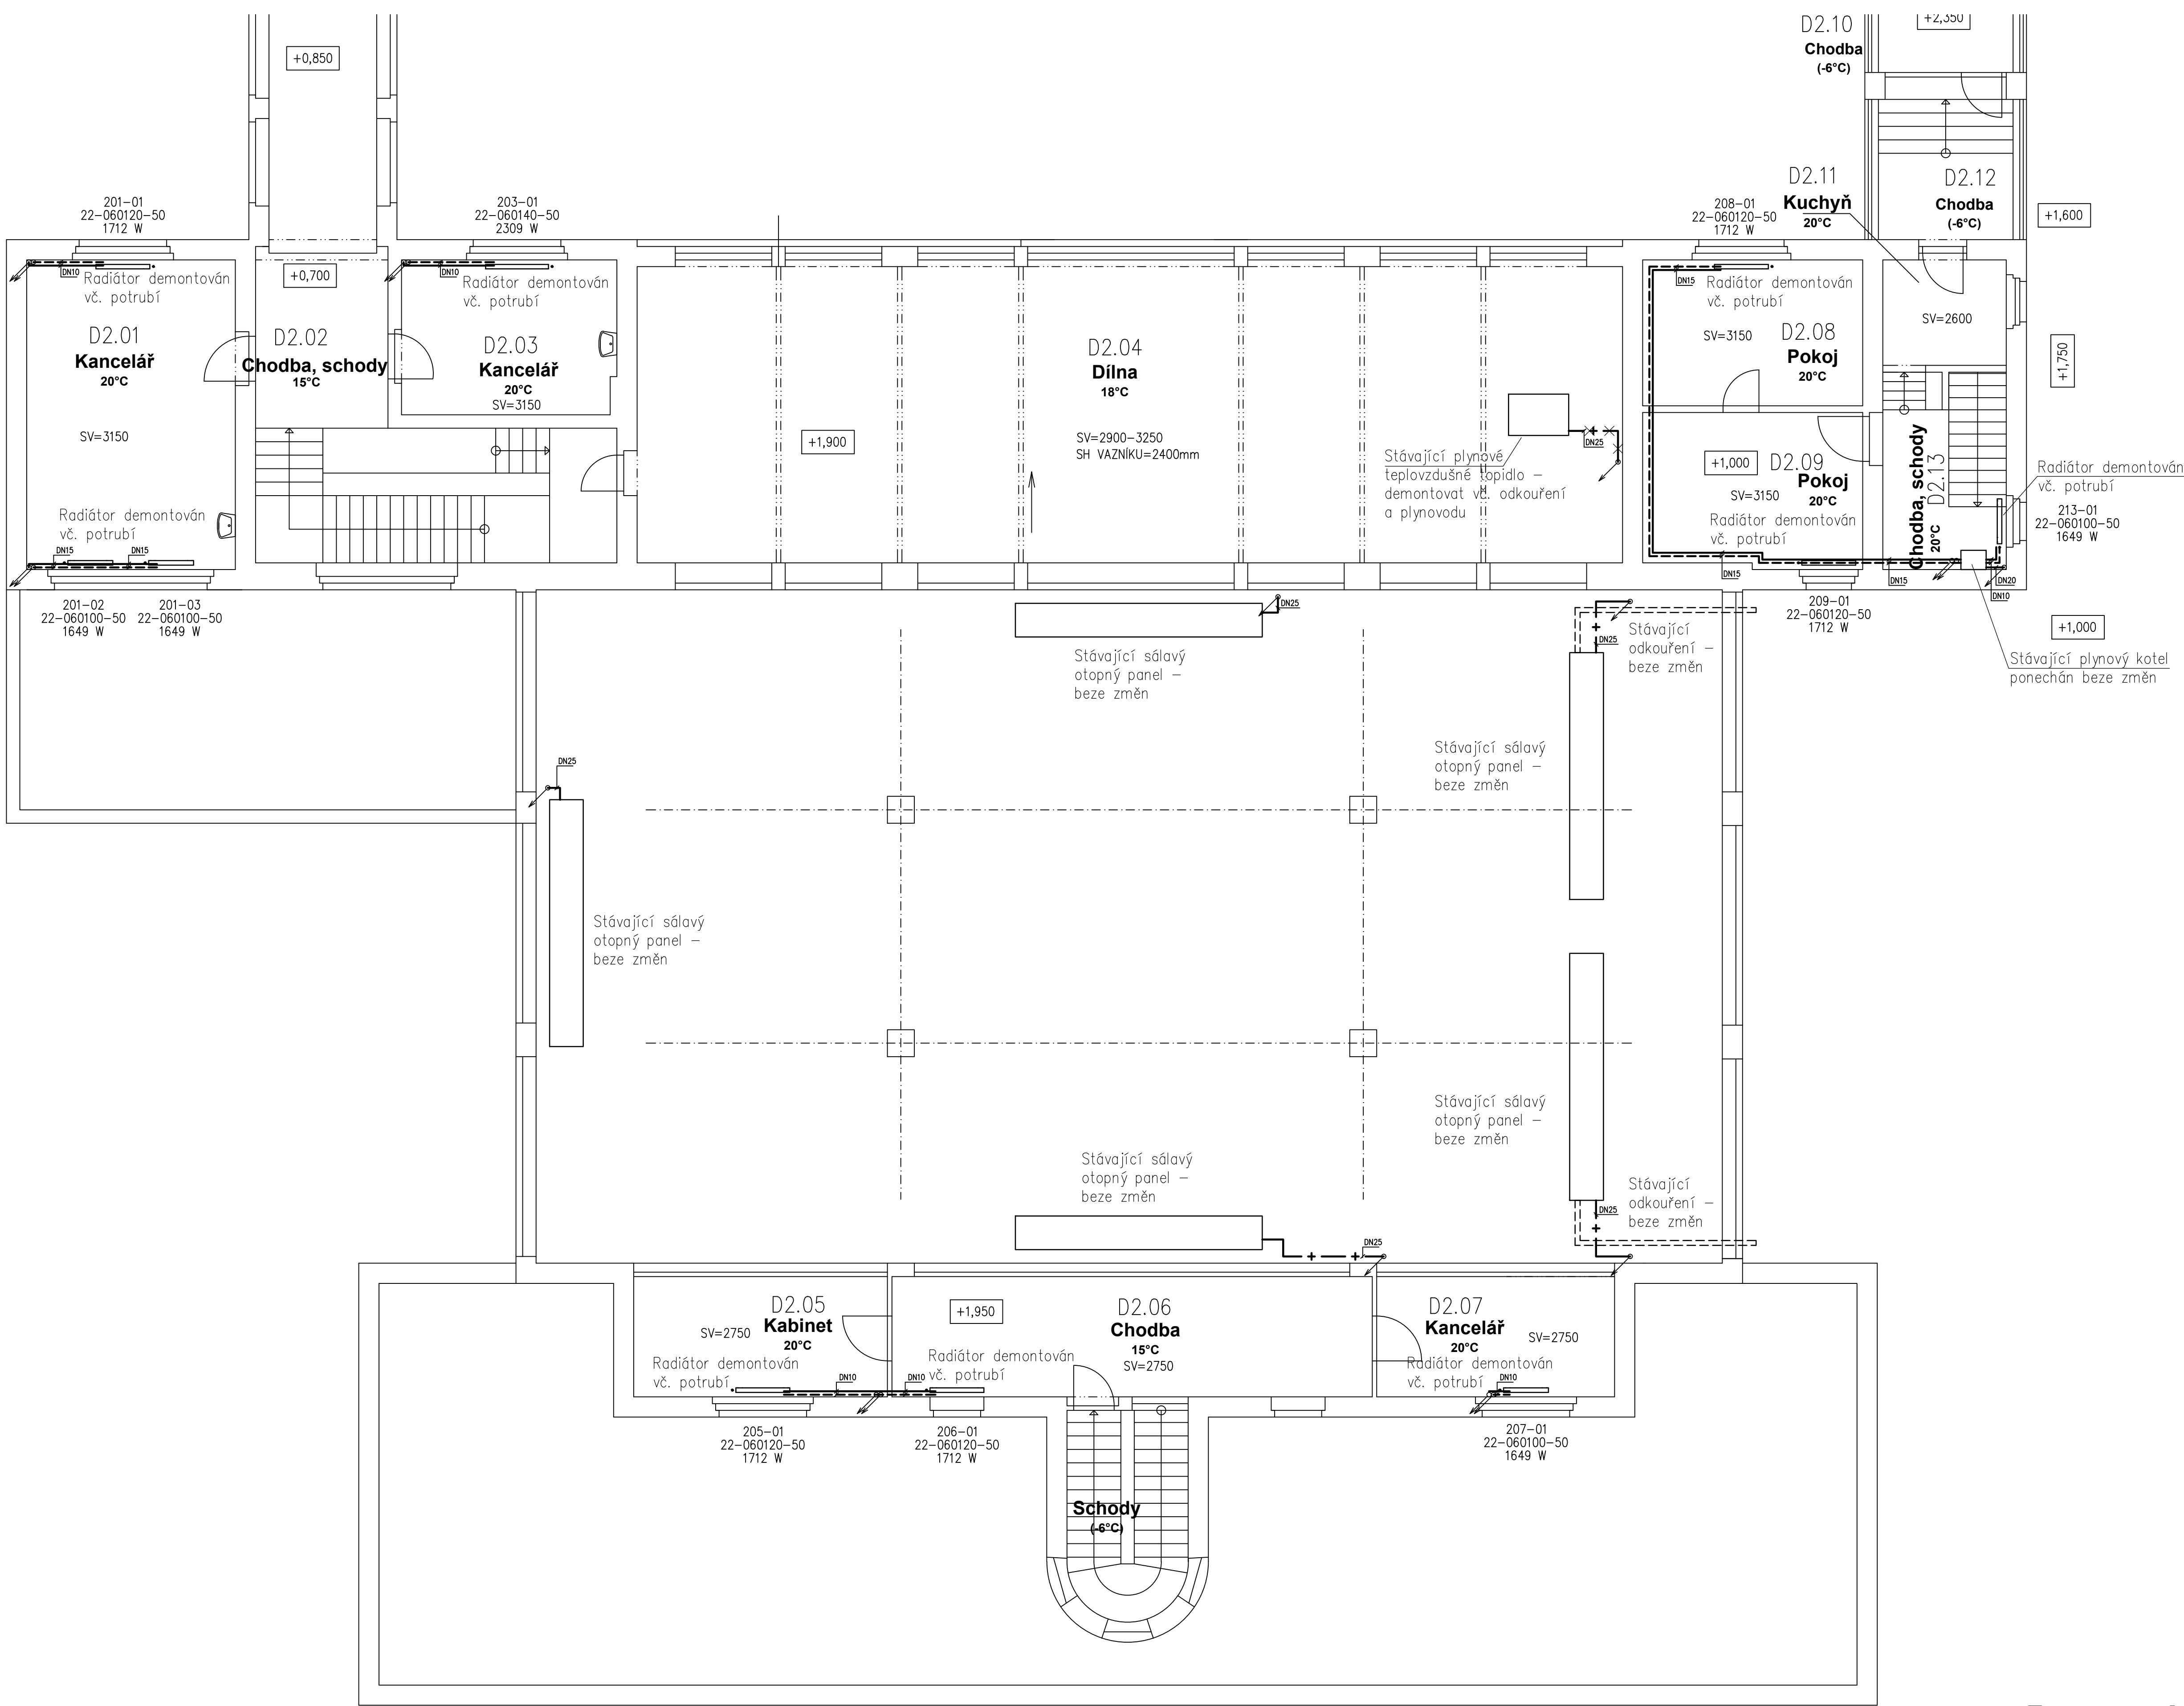 D2.10
Chodba
(-6°C)
+2,350
+0,850
201-01
22-060120-50
1712 W
203-01
22-060140-50
2309 W
208-01
22-060120-50
1712 W
D2.11
Kuchyň
20°C
D2.12
Chodba
(-6°C)
+1,600
DN10
Radiátor demontován
vč. potrubí
+0,700
DN10
Radiátor demontován
vč. potrubí
DN15
Radiátor demontován
vč. potrubí
SV=2600
D2.01
Kancelář
20°C
SV=3150
D2.02
Chodba, schody
15°C
D2.03
Kancelář
20°C
SV=3150
D2.04
Dílna
18°C
SV=2900-3250
SH VAZNÍKU=2400mm
+1,900
SV=3150
D2.08
Pokoj
20°C
+1,750
DN25
Stávající plynové
teplovzdušné topidlo –
demontovat vč. odkouření
a plynovodu
+1,000
D2.09
Pokoj
20°C
SV=3150
Radiátor demontován
vč. potrubí
Chodba, schody
D2.13
20°C
Radiátor demontován
vč. potrubí
213-01
22-060100-50
1649 W
Radiátor demontován
vč. potrubí
DN15
DN15
DN15
DN15
DN20
DN10
201-02
22-060100-50
1649 W
201-03
22-060100-50
1649 W
209-01
22-060120-50
1712 W
+1,000
Stávající plynový kotel
ponechán beze změn
DN25
Stávající sálavý
otopný panel –
beze změn
DN25
Stávající
odkouření –
beze změn
Stávající sálavý
otopný panel –
beze změn
DN25
Stávající sálavý
otopný panel –
beze změn
Stávající sálavý
otopný panel –
beze změn
Stávající sálavý
otopný panel –
beze změn
Stávající
odkouření –
beze změn
DN25
DN25
D2.05
Kabinet
20°C
SV=2750
Radiátor demontován
vč. potrubí
DN10
+1,950
D2.06
Chodba
15°C
SV=2750
Radiátor demontován
vč. potrubí
DN10
D2.07
Kancelář
20°C
SV=2750
Radiátor demontován
vč. potrubí
DN10
205-01
22-060120-50
1712 W
206-01
22-060120-50
1712 W
207-01
22-060100-50
1649 W
Schody
(-6°C)